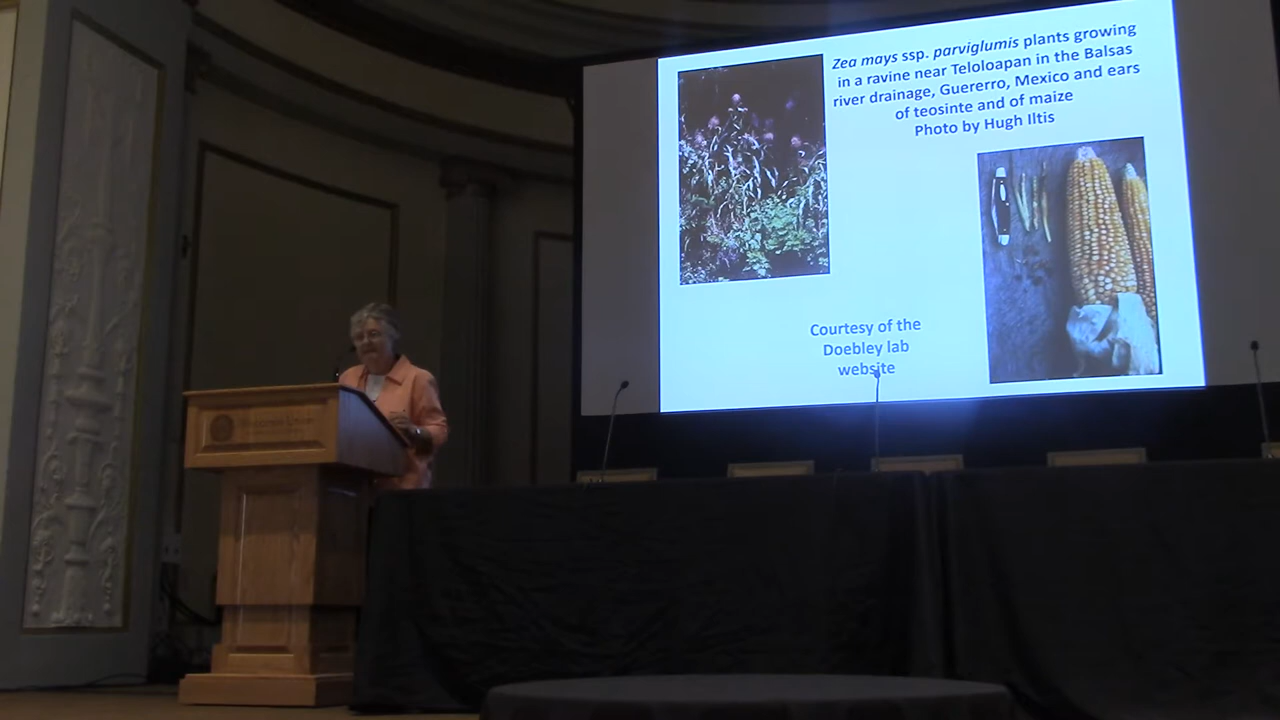 Zea mays ssp. parviglumis plants growing
in a ravine near Teloloapan in the Balsas
river drainage, Guererro, Mexico and ears
of teosinte and of maize
Photo by Hugh Iltis
Courtesy of the
Doebley lab
website